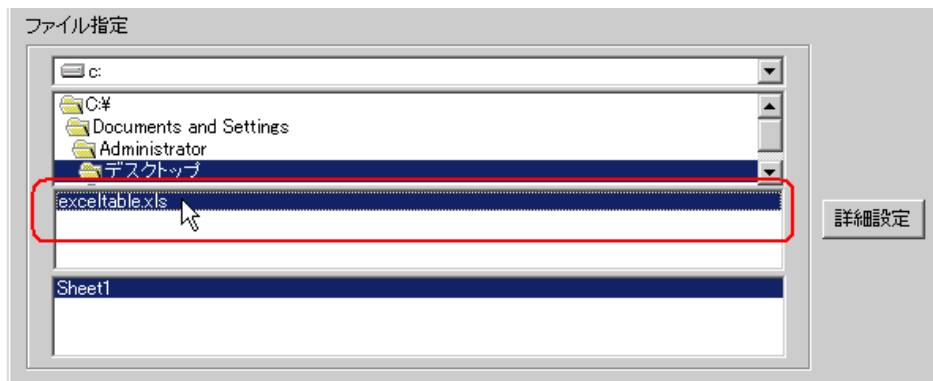 ファイル指定
c:
C:¥
Documents and Settings
Administrator
デスクトップ
exceltable.xls
詳細設定
Sheet1